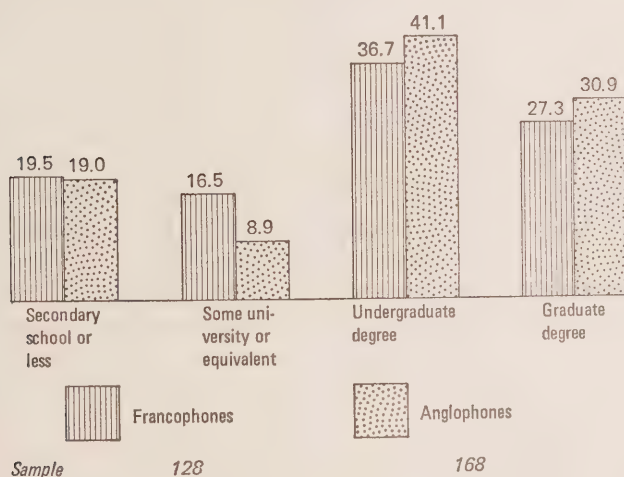 36.7 41.1
27.3 30.9
19.5 19.0
16.5 8.9
Secondary
school or
less
Some uni-
versity or
equivalent
Undergraduate
degree
Graduate
degree
Francophones
Anglophones
Sample 128 168